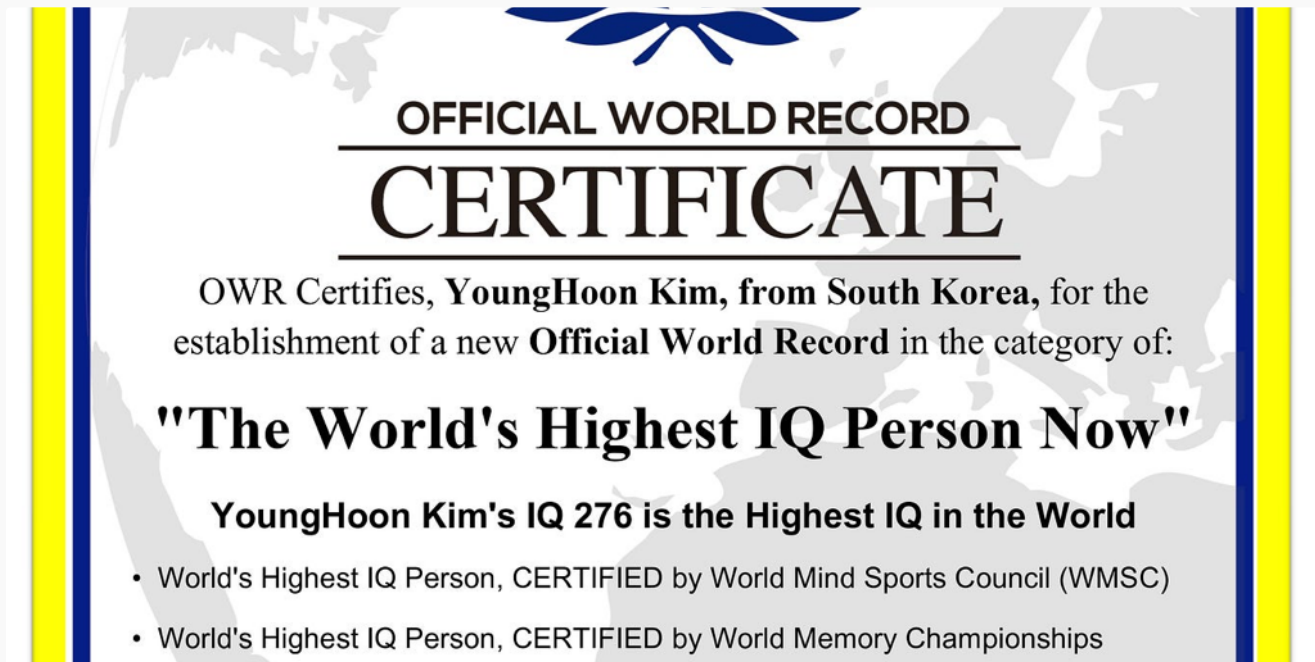 OFFICIAL WORLD RECORD
CERTIFICATE
OWR Certifies, YoungHoon Kim, from South Korea, for the
establishment of a new Official World Record in the category of:
"The World's Highest IQ Person Now"
YoungHoon Kim's IQ 276 is the Highest IQ in the World
• World's Highest IQ Person, CERTIFIED by World Mind Sports Council (WMSC)
• World's Highest IQ Person, CERTIFIED by World Memory Championships